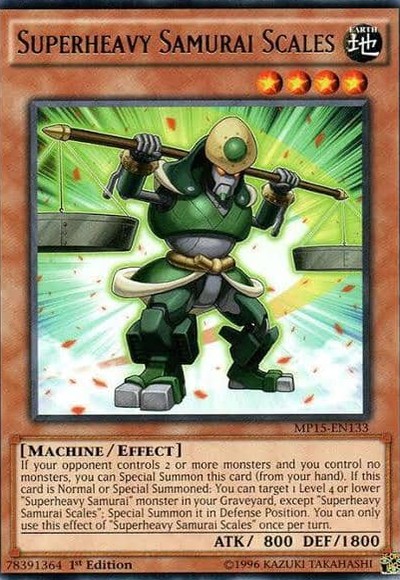 SUPERHEAVY SAMURAI SCALES
EARTH
地
MP15-EN133
[MACHINE/EFFECT]
If your opponent controls 2 or more monsters and you control no
monsters, you can Special Summon this card (from your hand). If this
card is Normal or Special Summoned: You can target 1 Level 4 or lower
"Superheavy Samurai" monster in your Graveyard, except "Superheavy
Samurai Scales"; Special Summon it in Defense Position. You can only
use this effect of "Superheavy Samurai Scales" once per turn.
ATK/ 800 DEF/1800
78391364 1st Edition ©1996 KAZUKI TAKAHASHI